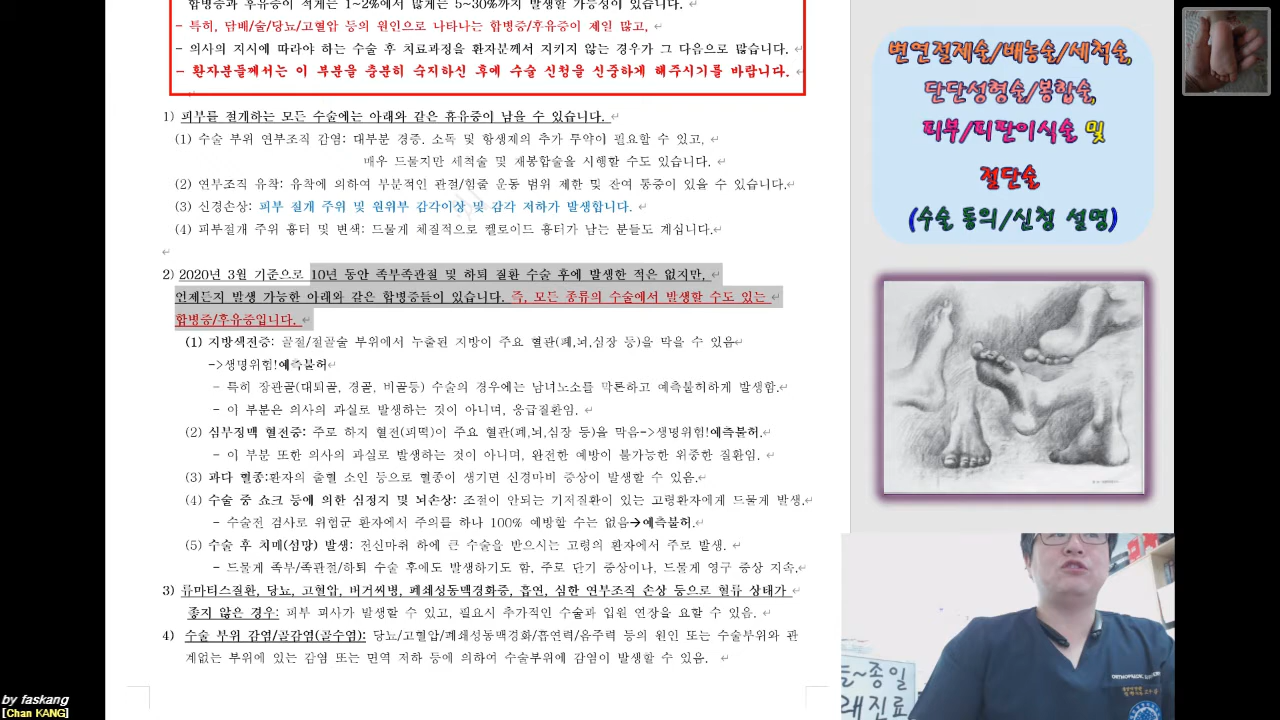 합병증과 후유증이 적게는 1~2%에서 많게는 5~30%까지 발생할 가능성이 있습니다.
- 특히, 담배/술/당뇨/고혈압 등의 원인으로 나타나는 합병증/후유증이 제일 많고,
- 의사의 지시에 따라야 하는 수술 후 치료과정을 환자분께서 지키지 않는 경우가 그 다음으로 많습니다.
- 환자분들께서는 이 부분을 충분히 숙지하신 후에 수술 신청을 신중하게 해주시기를 바랍니다.
1) 피부를 절개하는 모든 수술에는 아래와 같은 휴유증이 남을 수 있습니다.
(1) 수술 부위 연부조직 감염: 대부분 경증. 소독 및 항생제의 추가 투약이 필요할 수 있고,
매우 드물지만 세척술 및 재봉합술을 시행할 수도 있습니다.
(2) 연부조직 유착: 유착에 의하여 부분적인 관절/힘줄 운동 범위 제한 및 잔여 통증이 있을 수 있습니다.
(3) 신경손상: 피부 절개 주위 및 원위부 감각이상 및 감각 저하가 발생합니다.
(4) 피부절개 주위 흉터 및 변색: 드물게 체질적으로 켈로이드 흉터가 남는 분들도 계십니다.
2) 2020년 3월 기준으로 10년 동안 족부족관절 및 하퇴 질환 수술 후에 발생한 적은 없지만,
언제든지 발생 가능한 아래와 같은 합병증들이 있습니다. 즉, 모든 종류의 수술에서 발생할 수도 있는
합병증/후유증입니다.
(1) 지방색전증: 골절/절골술 부위에서 누출된 지방이 주요 혈관(폐,뇌,심장 등)을 막을 수 있음
->생명위험!예측불허
- 특히 장관골(대퇴골, 경골, 비골등) 수술의 경우에는 남녀노소를 막론하고 예측불허하게 발생함.
- 이 부분은 의사의 과실로 발생하는 것이 아니며, 응급질환임.
(2) 심부정맥 혈전증: 주로 하지 혈전(피떡)이 주요 혈관(폐,뇌,심장 등)을 막음->생명위험!예측불허.
- 이 부분 또한 의사의 과실로 발생하는 것이 아니며, 완전한 예방이 불가능한 위중한 질환임.
(3) 과다 혈종:환자의 출혈 소인 등으로 혈종이 생기면 신경마비 증상이 발생할 수 있음.
(4) 수술 중 쇼크 등에 의한 심정지 및 뇌손상: 조절이 안되는 기저질환이 있는 고령환자에게 드물게 발생.
- 수술전 검사로 위험군 환자에서 주의를 하나 100% 예방할 수는 없음→예측불허.
(5) 수술 후 치매(섬망) 발생: 전신마취 하에 큰 수술을 받으시는 고령의 환자에서 주로 발생.
- 드물게 족부/족관절/하퇴 수술 후에도 발생하기도 함, 주로 단기 증상이나, 드물게 영구 증상 지속.
3) 류마티스질환, 당뇨, 고혈압, 버거씨병, 폐쇄성동맥경화증, 흡연, 심한 연부조직 손상 등으로 혈류 상태가
좋지 않은 경우: 피부 괴사가 발생할 수 있고, 필요시 추가적인 수술과 입원 연장을 요할 수 있음.
4) 수술 부위 감염/골감염(골수염): 당뇨/고혈압/폐쇄성동맥경화/흡연력/음주력 등의 원인 또는 수술부위와 관
계없는 부위에 있는 감염 또는 면역 저하 등에 의하여 수술부위에 감염이 발생할 수 있음.
변연절제술/배농술/세척술,
단단성형술/봉합술,
피부/피판이식술 및
절단술
(수술 동의/신청 설명)
종일
래진료
ORTHOPAEDIC
by faskang
[Chan KANG]